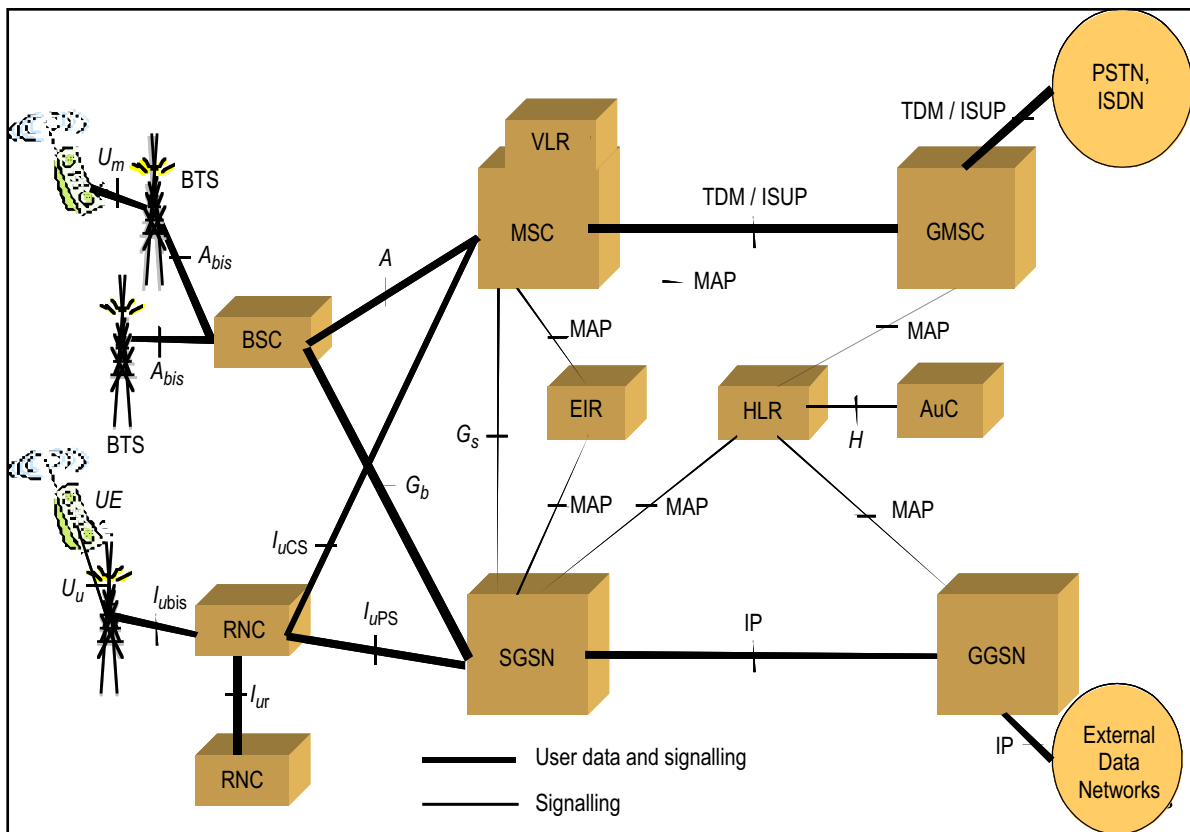 PSTN,
ISDN
TDM / ISUP
VLR
Um
BTS
TDM / ISUP
MSC
GMSC
Abis
A
MAP
BSC
MAP
MAP
Abis
EIR
HLR
AuC
BTS
Gs
H
Gb
UE
MAP
MAP
MAP
IuCS
Uu
Iubis
RNC
IuPS
IP
SGSN
GGSN
Iur
IP
External
Data
Networks
User data and signalling
RNC
Signalling